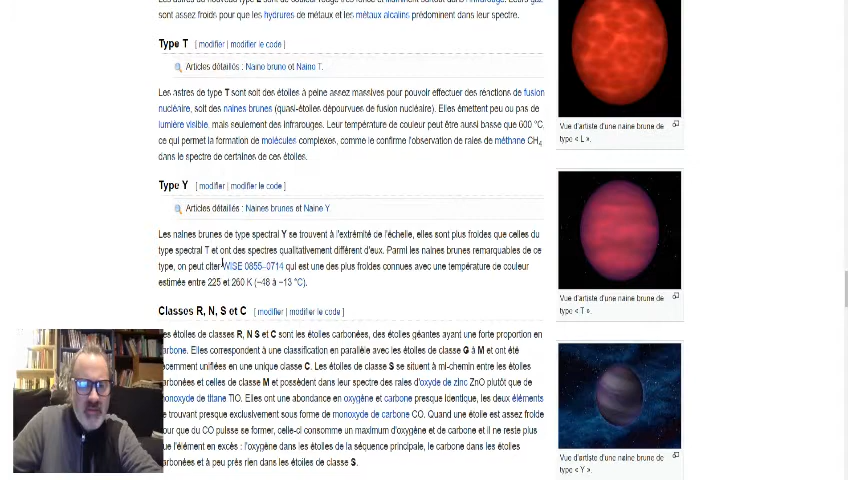 sont assez froids pour que les hydrures de métaux et les métaux alcalins prédominent dans leur spectre.
Type T [ modifier | modifier le code ]
Articles détaillés : Naine brune et Naine T.
Les astres de type T sont soit des étoiles à peine assez massives pour pouvoir effectuer des réactions de fusion
nucléaire, soit des naines brunes (quasi-étoiles dépourvues de fusion nucléaire). Elles émettent peu ou pas de
lumière visible, mais seulement des infrarouges. Leur température de couleur peut être aussi basse que 600 °C,
ce qui permet la formation de molécules complexes, comme le confirme l'observation de raies de méthane CH4
dans le spectre de certaines de ces étoiles.
Type Y [ modifier | modifier le code ]
Articles détaillés : Naines brunes et Naine Y
Les naines brunes de type spectral Y se trouvent à l'extrémité de l'échelle, elles sont plus froides que celles du
type spectral T et ont des spectres qualitativement différent d'eux. Parmi les naines brunes remarquables de ce
type, on peut citer WISE 0855–0714 qui est une des plus froides connues avec une température de couleur
estimée entre 225 et 260 K (−48 à −13 °C).
Classes R, N, S et C [ modifier | modifier le code ]
es étoiles de classes R, N S et C sont les étoiles carbonées, des étoiles géantes ayant une forte proportion en
carbone. Elles correspondent à une classification en parallèle avec les étoiles de classe G à M et ont été
cemment unifiées en une unique classe C. Les étoiles de classe S se situent à mi-chemin entre les étoiles
carbonées et celles de classe M et possèdent dans leur spectre des raies d'oxyde de zinc ZnO plutôt que de
monoxyde de titane TiO. Elles ont une abondance en oxygène et carbone presque identique, les deux éléments
e trouvant presque exclusivement sous forme de monoxyde de carbone CO. Quand une étoile est assez froide
our que du CO puisse se former, celle-ci consomme un maximum d'oxygène et de carbone et il ne reste plus
ue l'élément en excès : l'oxygène dans les étoiles de la séquence principale, le carbone dans les étoiles
carbonées et à peu près rien dans les étoiles de classe S.
Vue d'artiste d'une naine brune de
type « L ».
Vue d'artiste d'une naine brune de
type « T ».
Vue d'artiste d'une naine brune de
type « Y ».